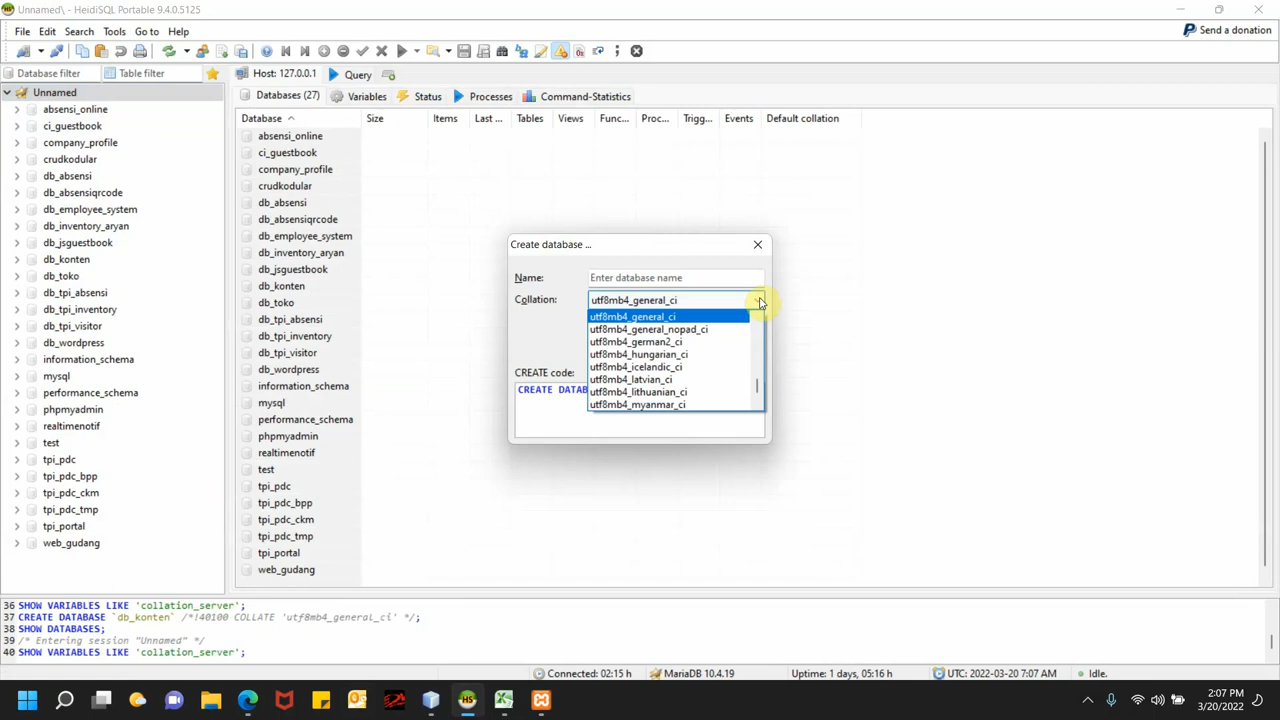 Unnamed\ - HeidiSQL Portable 9.4.0.5125
File Edit Search Tools Go to Help
Send a donation
Database filter Table filter
Host: 127.0.0.1 Query
Databases (27) Variables Status Processes Command-Statistics
Database Size Items Last ... Tables Views Func... Proc... Trigg... Events Default collation
Unnamed
absensi_online
ci_guestbook
company_profile
crudkodular
db_absensi
db_absensiqrcode
db_employee_system
db_inventory_aryan
db_jsguestbook
db_konten
db_toko
db_tpi_absensi
db_tpi_inventory
db_tpi_visitor
db_wordpress
information_schema
mysql
performance_schema
phpmyadmin
realtimenotif
test
tpi_pdc
tpi_pdc_bpp
tpi_pdc_ckm
tpi_pdc_tmp
tpi_portal
web_gudang
absensi_online
ci_guestbook
company_profile
crudkodular
db_absensi
db_absensiqrcode
db_employee_system
db_inventory_aryan
db_jsguestbook
db_konten
db_toko
db_tpi_absensi
db_tpi_inventory
db_tpi_visitor
db_wordpress
information_schema
mysql
performance_schema
phpmyadmin
realtimenotif
test
tpi_pdc
tpi_pdc_bpp
tpi_pdc_ckm
tpi_pdc_tmp
tpi_portal
web_gudang
Create database ...
Name: Enter database name
Collation: utf8mb4_general_ci
utf8mb4_general_ci
utf8mb4_general_nopad_ci
utf8mb4_german2_ci
utf8mb4_hungarian_ci
utf8mb4_icelandic_ci
utf8mb4_latvian_ci
utf8mb4_lithuanian_ci
utf8mb4_myanmar_ci
CREATE code:
CREATE DATAB
36 SHOW VARIABLES LIKE 'collation_server';
37 CREATE DATABASE `db_konten` /*!40100 COLLATE 'utf8mb4_general_ci' */;
38 SHOW DATABASES;
39 /* Entering session "Unnamed" */
40 SHOW VARIABLES LIKE 'collation_server';
Connected: 02:15 h MariaDB 10.4.19 Uptime: 1 days, 05:16 h UTC: 2022-03-20 7:07 AM Idle.
2:07 PM
3/20/2022